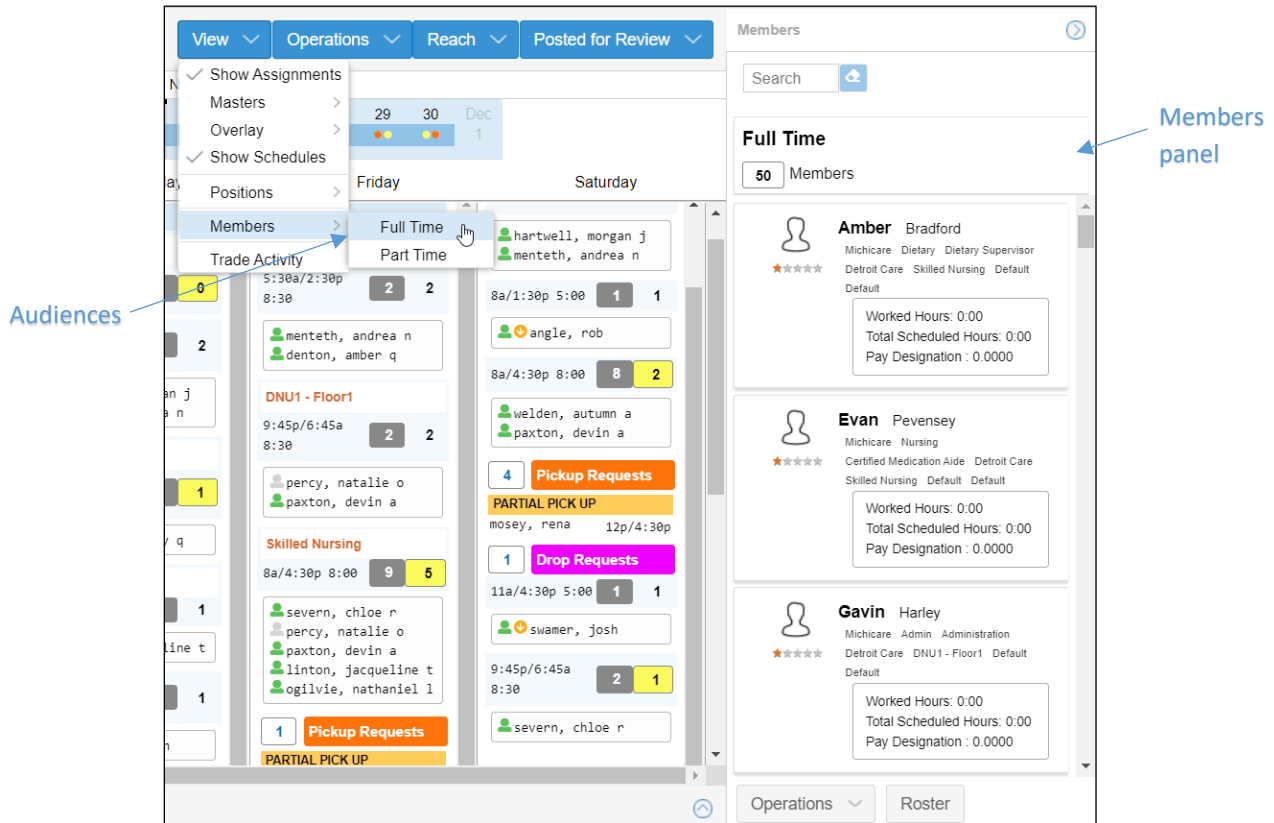 View
Operations
Reach
Posted for Review
Members
Show Assignments
Masters
Overlay
Show Schedules
Positions
Members
Trade Activity
Full Time
Part Time
N
29 30 Dec
1
Friday
Saturday
Search
Full Time
50 Members
Members
panel
Audiences
0
2
an j
a n
1
y q
1
line t
1
n
5:30a/2:30p
8:30
2 2
menteth, andrea n
denton, amber q
DNU1 - Floor1
9:45p/6:45a
8:30
2 2
percy, natalie o
paxton, devin a
Skilled Nursing
8a/4:30p 8:00 9 5
severn, chloe r
percy, natalie o
paxton, devin a
linton, jacqueline t
ogilvie, nathaniel l
1 Pickup Requests
PARTIAL PICK UP
hartwell, morgan j
menteth, andrea n
8a/1:30p 5:00 1 1
angle, rob
8a/4:30p 8:00 8 2
welden, autumn a
paxton, devin a
4 Pickup Requests
PARTIAL PICK UP
mosey, rena 12p/4:30p
1 Drop Requests
11a/4:30p 5:00 1 1
swamer, josh
9:45p/6:45a
8:30
2 1
severn, chloe r
Amber Bradford
Michicare Dietary Dietary Supervisor
Detroit Care Skilled Nursing Default
Default
Worked Hours: 0:00
Total Scheduled Hours: 0:00
Pay Designation : 0.0000
Evan Pevensey
Michicare Nursing
Certified Medication Aide Detroit Care
Skilled Nursing Default Default
Worked Hours: 0:00
Total Scheduled Hours: 0:00
Pay Designation : 0.0000
Gavin Harley
Michicare Admin Administration
Detroit Care DNU1 - Floor1 Default
Default
Worked Hours: 0:00
Total Scheduled Hours: 0:00
Pay Designation : 0.0000
Operations
Roster